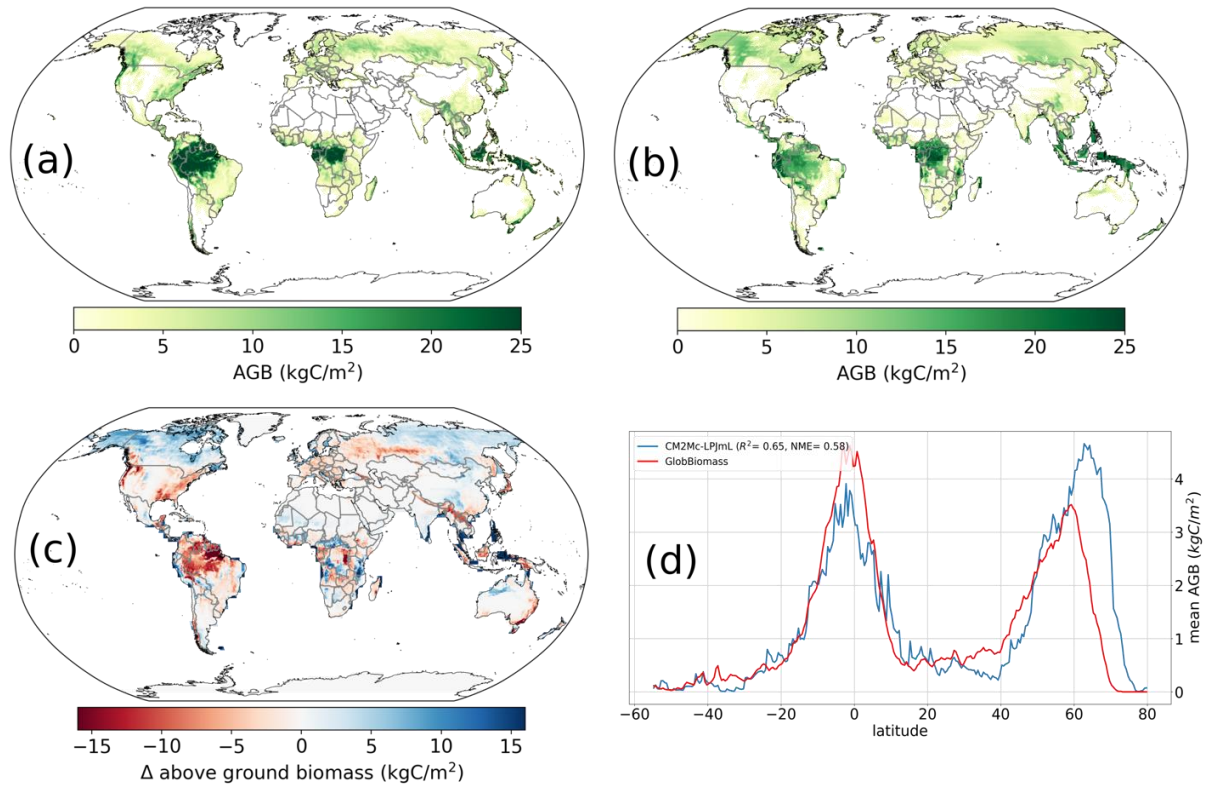 (a)
0 5 10 15 20 25
AGB (kgC/m²)
(b)
0 5 10 15 20 25
AGB (kgC/m²)
(c)
−15 −10 −5 0 5 10 15
Δ above ground biomass (kgC/m²)
CM2Mc-LPJmL (R²= 0.65, NME= 0.58)
GlobBiomass
(d)
4
3
2
1
0
mean AGB (kgC/m²)
−60 −40 −20 0 20 40 60 80
latitude